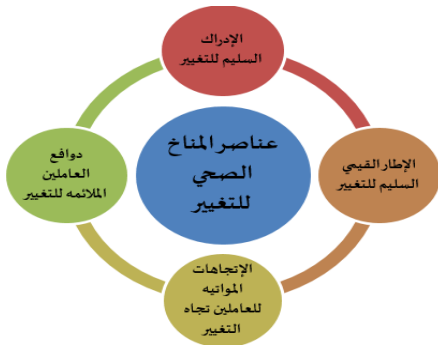 الإدراك
السليم للتغيير
عناصر المناخ
الصحي
للتغيير
الإطار القيمي
السليم للتغيير
دوافع
العاملين
الملائمه للتغيير
الإتجاهات
المواتيه
للعاملين تجاه
التغيير